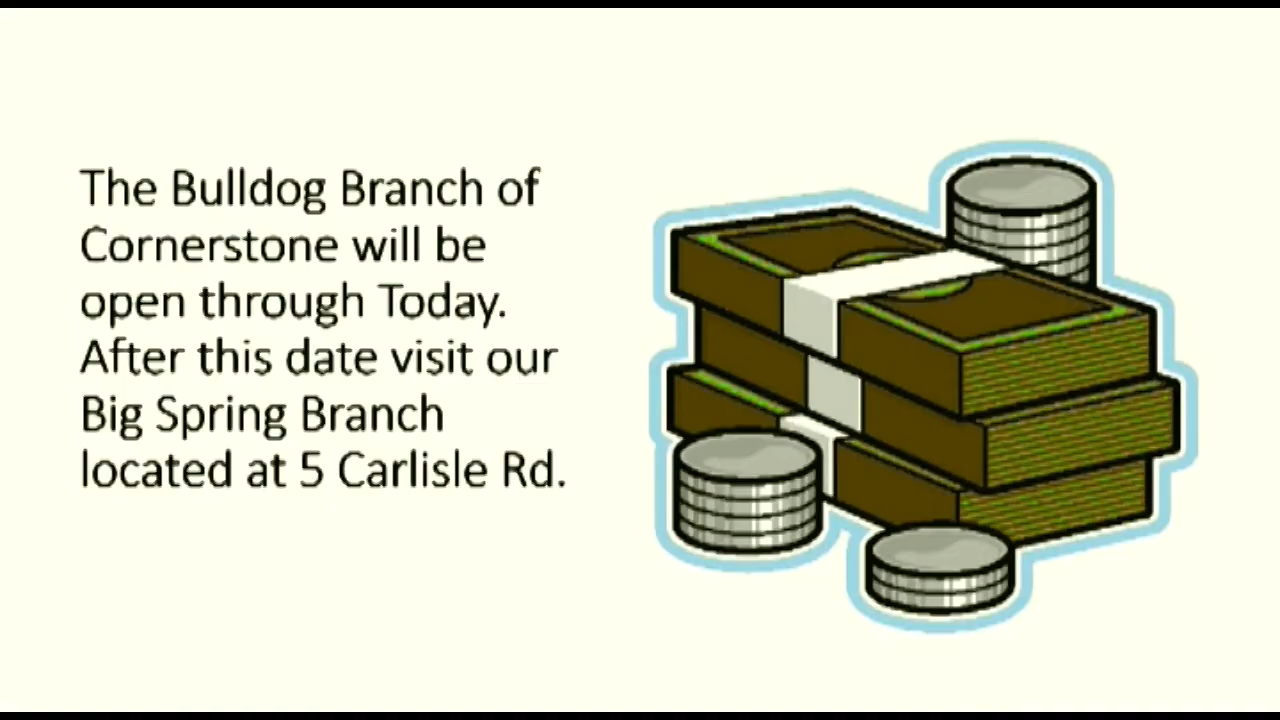 The Bulldog Branch of
Cornerstone will be
open through Today.
After this date visit our
Big Spring Branch
located at 5 Carlisle Rd.